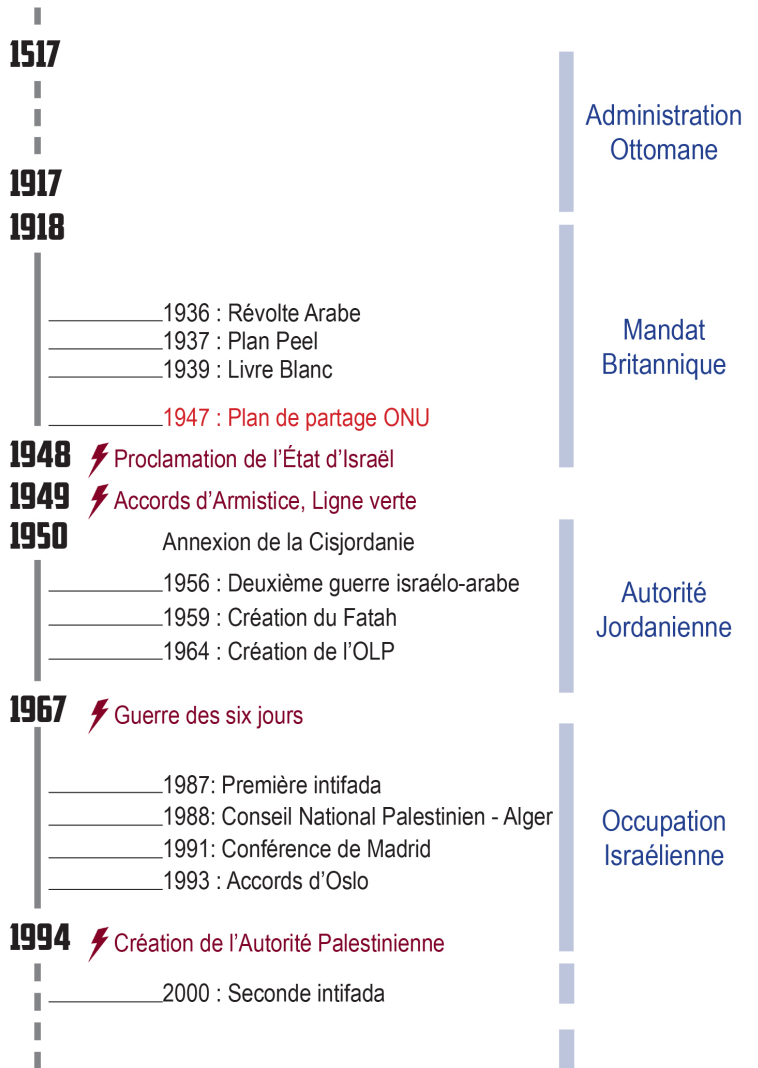 1517
Administration
Ottomane
1917
1918
1936 : Révolte Arabe
1937 : Plan Peel
1939 : Livre Blanc
Mandat
Britannique
1947 : Plan de partage ONU
1948 Proclamation de l’État d’Israël
1949 Accords d’Armistice, Ligne verte
1950 Annexion de la Cisjordanie
1956 : Deuxième guerre israélo-arabe
1959 : Création du Fatah
1964 : Création de l’OLP
Autorité
Jordanienne
1967 Guerre des six jours
1987: Première intifada
1988: Conseil National Palestinien - Alger
1991: Conférence de Madrid
1993 : Accords d’Oslo
Occupation
Israélienne
1994 Création de l’Autorité Palestinienne
2000 : Seconde intifada